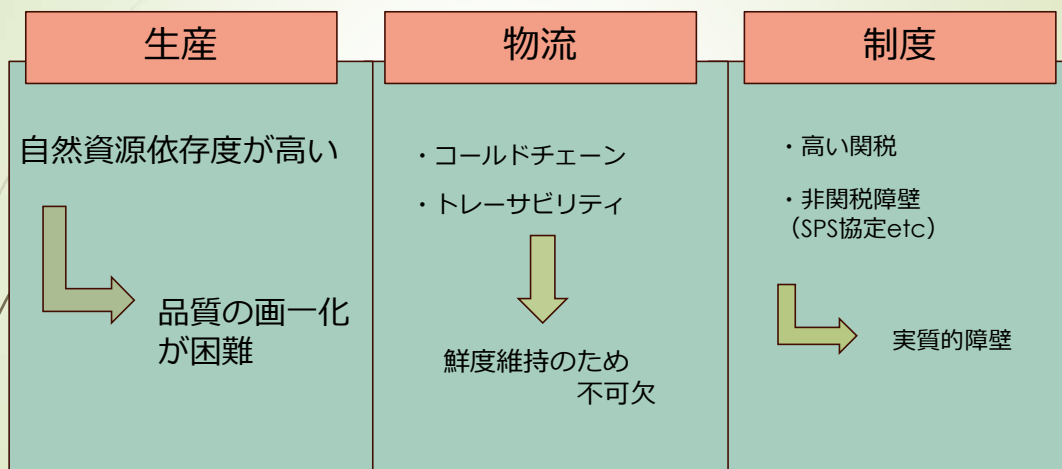 生産
自然資源依存度が高い
品質の画一化
が困難
物流
・コールドチェーン
・トレーサビリティ
鮮度維持のため
不可欠
制度
・高い関税
・非関税障壁
（SPS協定etc）
実質的障壁